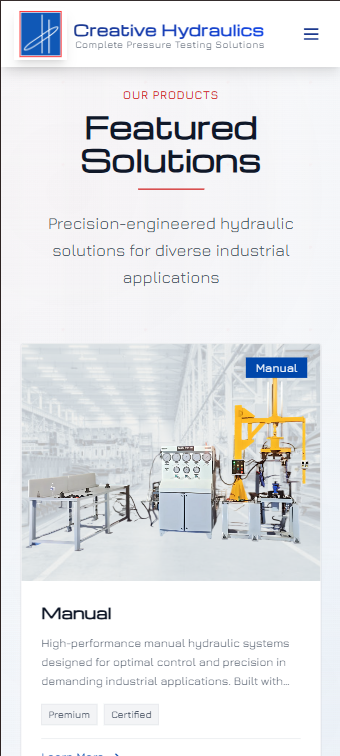 Creative Hydraulics
Complete Pressure Testing Solutions
OUR PRODUCTS
Featured
Solutions
Precision-engineered hydraulic
solutions for diverse industrial
applications
Manual
Manual
High-performance manual hydraulic systems
designed for optimal control and precision in
demanding industrial applications. Built with...
Premium
Certified
Learn More